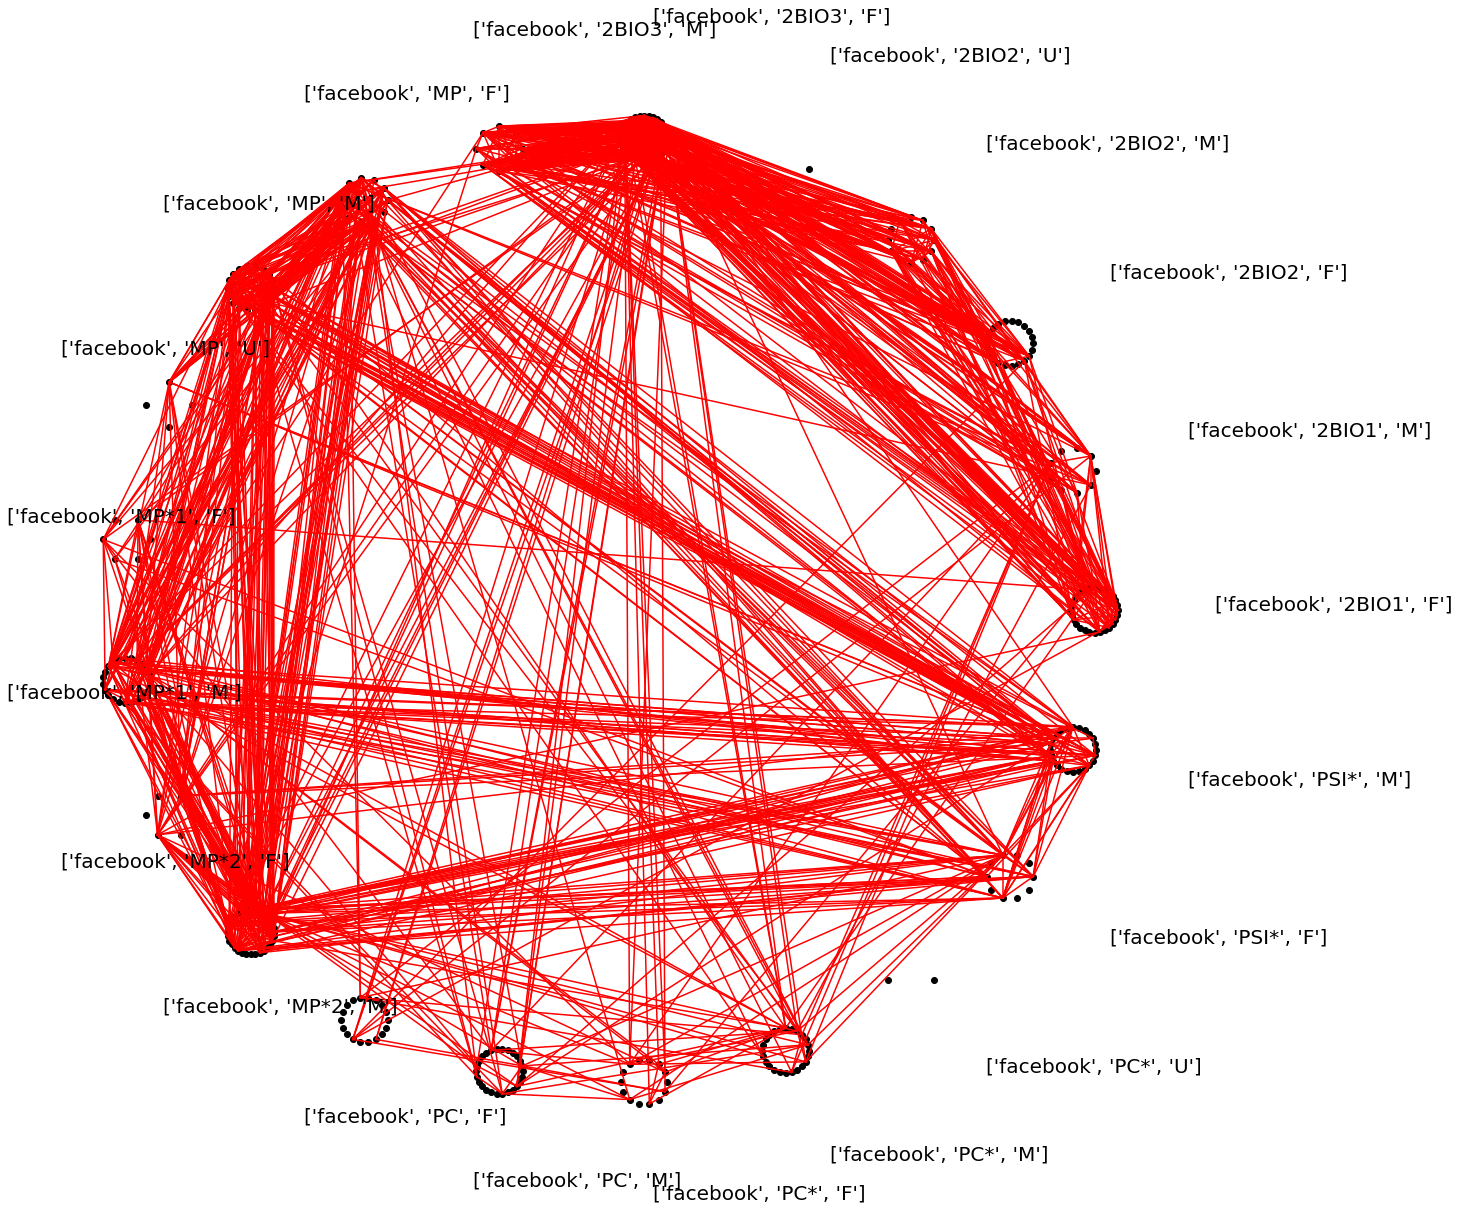 ['facebook', '2BIO3', 'F']
['facebook', '2BIO3', 'M']
['facebook', '2BIO2', 'U']
['facebook', 'MP', 'F']
['facebook', '2BIO2', 'M']
['facebook', 'MP', 'M']
['facebook', '2BIO2', 'F']
['facebook', 'MP', 'U']
['facebook', '2BIO1', 'M']
['facebook', 'MP*1', 'F']
['facebook', '2BIO1', 'F']
['facebook', 'MP*1', 'M']
['facebook', 'PSI*', 'M']
['facebook', 'MP*2', 'F']
['facebook', 'PSI*', 'F']
['facebook', 'MP*2', 'M']
['facebook', 'PC*', 'U']
['facebook', 'PC', 'F']
['facebook', 'PC*', 'M']
['facebook', 'PC', 'M']
['facebook', 'PC*', 'F']